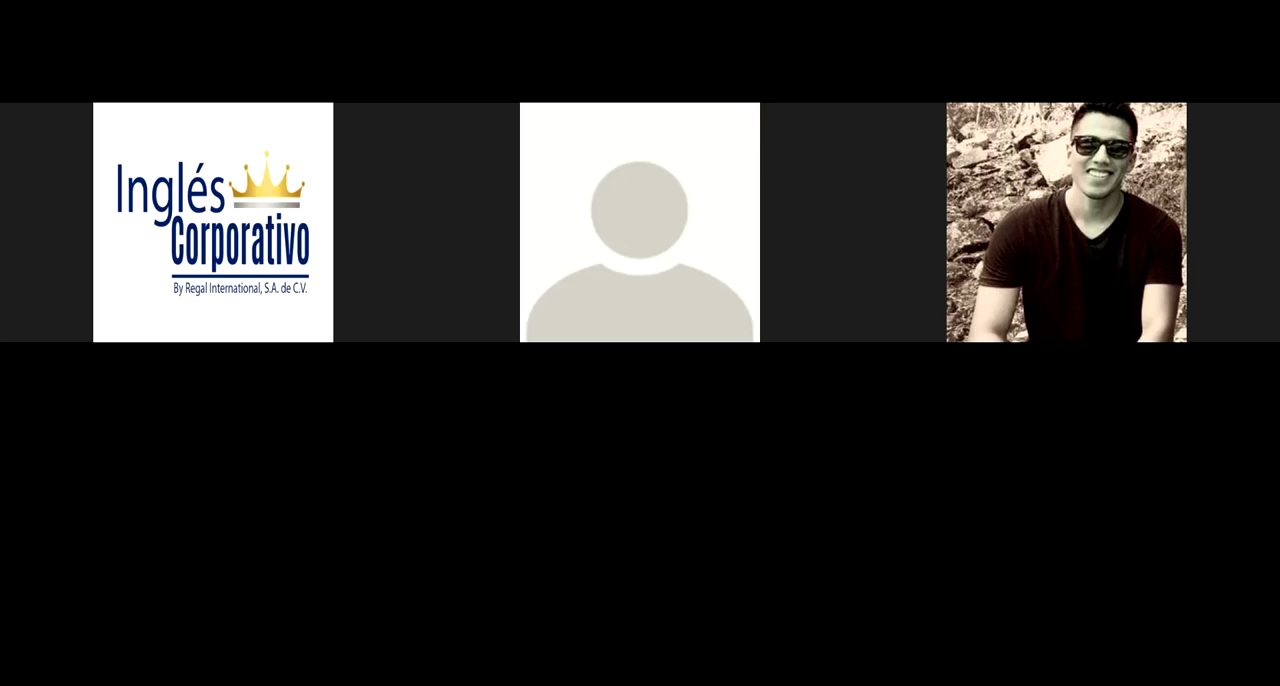 Inglés
Corporativo
By Regal International, S.A. de C.V.